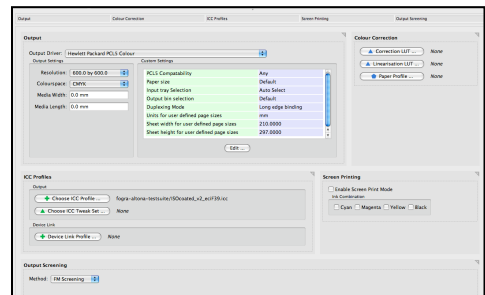 Output Colour Correction ICC Profiles Screen Printing Output Screening
Output
Output Driver: Hewlett Packard PCL5 Colour
Output Settings
Resolution: 600.0 by 600.0
Colourspace: CMYK
Media Width: 0.0 mm
Media Length: 0.0 mm
Custom Settings
PCL5 Compatability Any
Paper size Default
Input tray Selection Auto Select
Output bin selection Default
Duplexing Mode Long edge binding
Units for user defined page sizes mm
Sheet width for user defined page sizes 210.0000
Sheet height for user defined page sizes 297.0000
Edit ...
Colour Correction
Correction LUT ... None
Linearisation LUT ... None
Paper Profile ... None
ICC Profiles
Output
Choose ICC Profile ... fogra-altona-testsuite/ISOcoated_v2_eciF39.icc
Choose ICC Tweak Set ... None
Device Link
Device Link Profile ... None
Screen Printing
Enable Screen Print Mode
Ink Combination
Cyan Magenta Yellow Black
Output Screening
Method: FM Screening